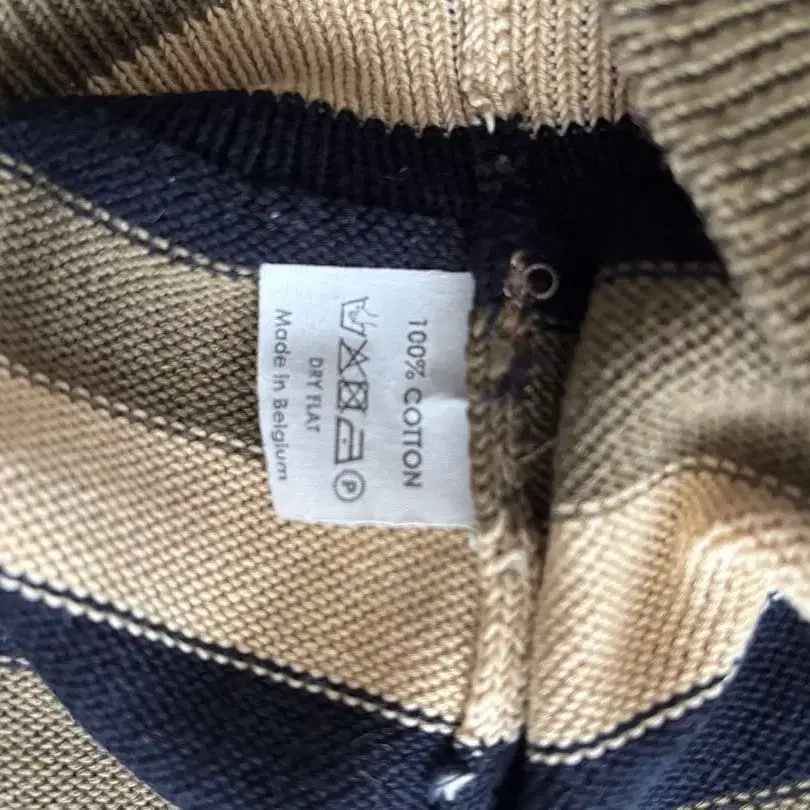 100% COTTON
P
DRY FLAT
Made in Belgium